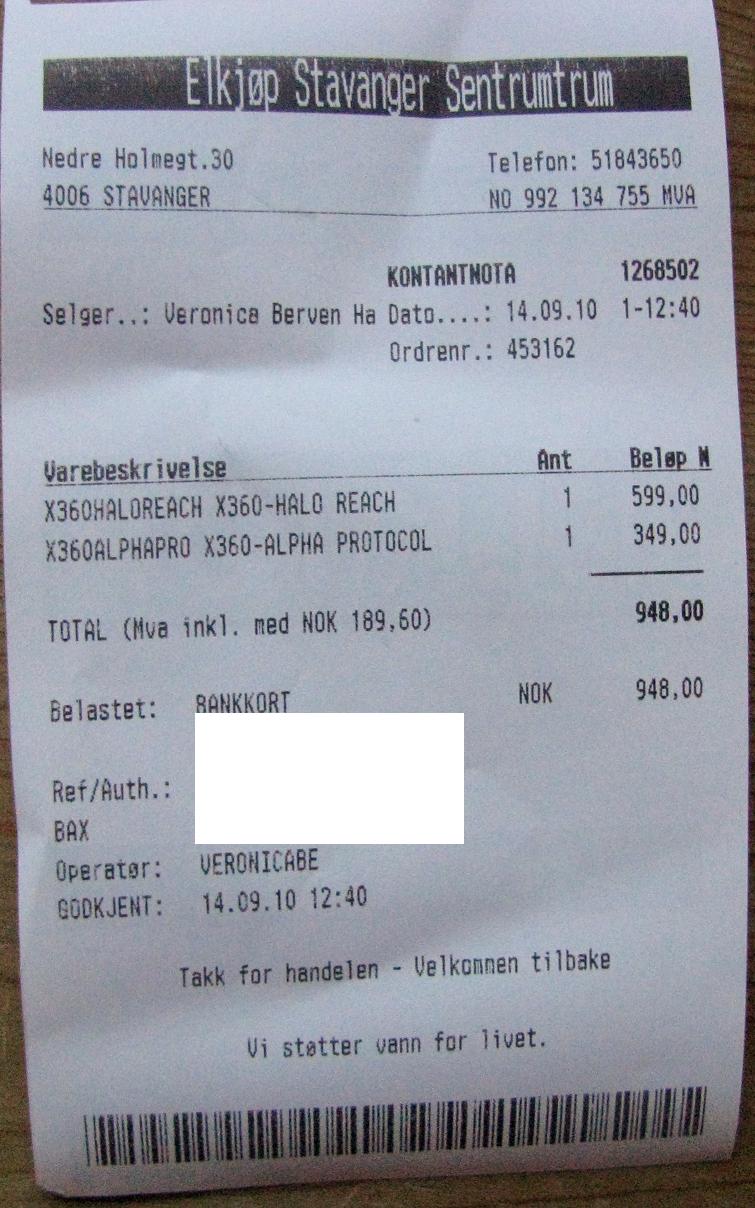 Elkjøp Stavanger Sentrumtrum
Nedre Holmegt.30 Telefon: 51843650
4006 STAVANGER NO 992 134 755 MVA
KONTANTNOTA 1268502
Selger..: Veronica Berven Ha Dato....: 14.09.10 1-12:40
Ordrenr.: 453162
Varebeskrivelse Ant Beløp N
X360HALOREACH X360-HALO REACH 1 599,00
X360ALPHAPRO X360-ALPHA PROTOCOL 1 349,00
TOTAL (Mva inkl. med NOK 189,60) 948,00
Belastet: BANKKORT NOK 948,00
Ref/Auth.:
BAX
Operatør: VERONICABE
GODKJENT: 14.09.10 12:40
Takk for handelen - Velkommen tilbake
Vi støtter vann for livet.